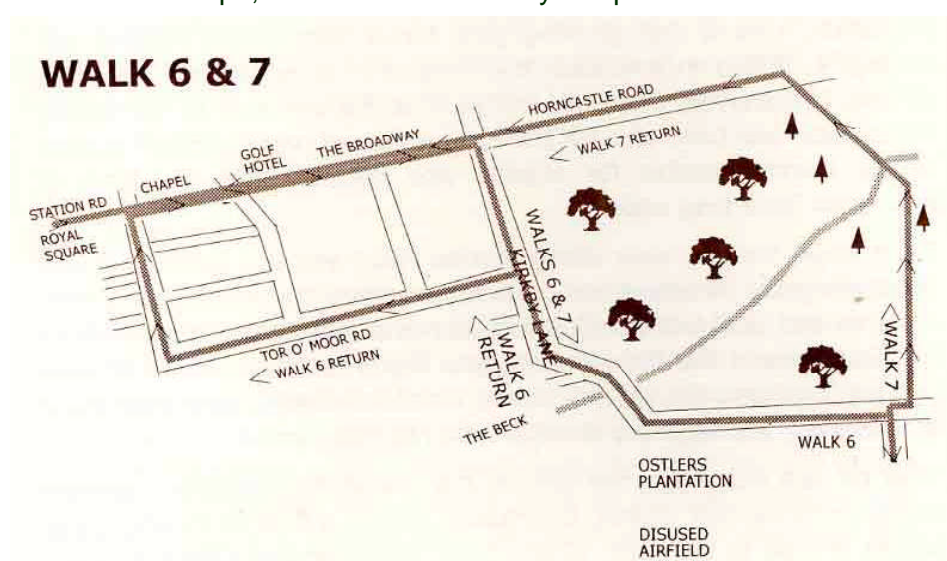 WALK 6 & 7
HORNCASTLE ROAD
THE BROADWAY
GOLF
HOTEL
CHAPEL
STATION RD
ROYAL
SQUARE
WALK 7 RETURN
WALKS 6 & 7
KIRKBY LANE
TOR O' MOOR RD
WALK 6 RETURN
WALK 6
RETURN
WALK 7
THE BECK
WALK 6
OSTLERS
PLANTATION
DISUSED
AIRFIELD